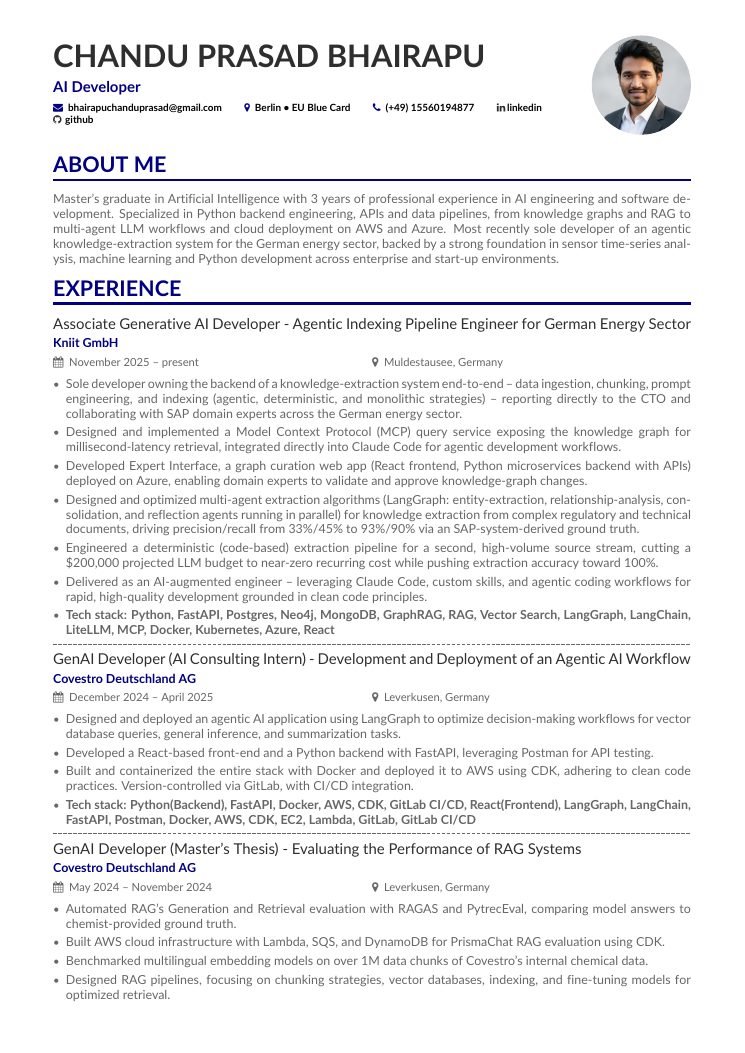 CHANDU PRASAD BHAIRAPU
AI Developer
bhairapuchanduprasad@gmail.com Berlin • EU Blue Card (+49) 15560194877 in linkedin
github
ABOUT ME
Master's graduate in Artificial Intelligence with 3 years of professional experience in AI engineering and software de-
velopment. Specialized in Python backend engineering, APIs and data pipelines, from knowledge graphs and RAG to
multi-agent LLM workflows and cloud deployment on AWS and Azure. Most recently sole developer of an agentic
knowledge-extraction system for the German energy sector, backed by a strong foundation in sensor time-series anal-
ysis, machine learning and Python development across enterprise and start-up environments.
EXPERIENCE
Associate Generative AI Developer - Agentic Indexing Pipeline Engineer for German Energy Sector
Kniit GmbH
November 2025 – present Muldestausee, Germany
• Sole developer owning the backend of a knowledge-extraction system end-to-end – data ingestion, chunking, prompt
engineering, and indexing (agentic, deterministic, and monolithic strategies) – reporting directly to the CTO and
collaborating with SAP domain experts across the German energy sector.
• Designed and implemented a Model Context Protocol (MCP) query service exposing the knowledge graph for
millisecond-latency retrieval, integrated directly into Claude Code for agentic development workflows.
• Developed Expert Interface, a graph curation web app (React frontend, Python microservices backend with APIs)
deployed on Azure, enabling domain experts to validate and approve knowledge-graph changes.
• Designed and optimized multi-agent extraction algorithms (LangGraph: entity-extraction, relationship-analysis, con-
solidation, and reflection agents running in parallel) for knowledge extraction from complex regulatory and technical
documents, driving precision/recall from 33%/45% to 93%/90% via an SAP-system-derived ground truth.
• Engineered a deterministic (code-based) extraction pipeline for a second, high-volume source stream, cutting a
$200,000 projected LLM budget to near-zero recurring cost while pushing extraction accuracy toward 100%.
• Delivered as an AI-augmented engineer – leveraging Claude Code, custom skills, and agentic coding workflows for
rapid, high-quality development grounded in clean code principles.
• Tech stack: Python, FastAPI, Postgres, Neo4j, MongoDB, GraphRAG, RAG, Vector Search, LangGraph, LangChain,
LiteLLM, MCP, Docker, Kubernetes, Azure, React
GenAI Developer (AI Consulting Intern) - Development and Deployment of an Agentic AI Workflow
Covestro Deutschland AG
December 2024 – April 2025 Leverkusen, Germany
• Designed and deployed an agentic AI application using LangGraph to optimize decision-making workflows for vector
database queries, general inference, and summarization tasks.
• Developed a React-based front-end and a Python backend with FastAPI, leveraging Postman for API testing.
• Built and containerized the entire stack with Docker and deployed it to AWS using CDK, adhering to clean code
practices. Version-controlled via GitLab, with CI/CD integration.
• Tech stack: Python(Backend), FastAPI, Docker, AWS, CDK, GitLab CI/CD, React(Frontend), LangGraph, LangChain,
FastAPI, Postman, Docker, AWS, CDK, EC2, Lambda, GitLab, GitLab CI/CD
GenAI Developer (Master's Thesis) - Evaluating the Performance of RAG Systems
Covestro Deutschland AG
May 2024 – November 2024 Leverkusen, Germany
• Automated RAG's Generation and Retrieval evaluation with RAGAS and PytrecEval, comparing model answers to
chemist-provided ground truth.
• Built AWS cloud infrastructure with Lambda, SQS, and DynamoDB for PrismaChat RAG evaluation using CDK.
• Benchmarked multilingual embedding models on over 1M data chunks of Covestro's internal chemical data.
• Designed RAG pipelines, focusing on chunking strategies, vector databases, indexing, and fine-tuning models for
optimized retrieval.